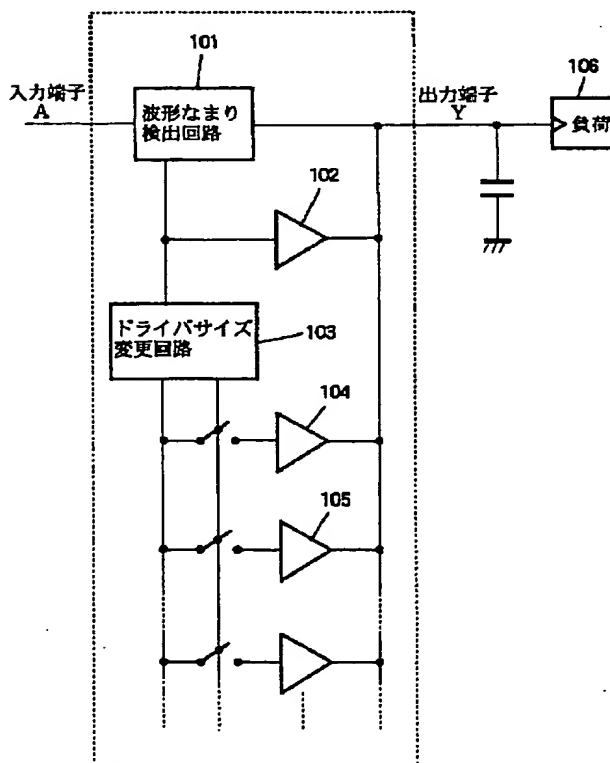 101
入力端子
A
波形なまり
検出回路
出力端子
Y
106
負荷
102
ドライバサイズ
変更回路
103
104
105